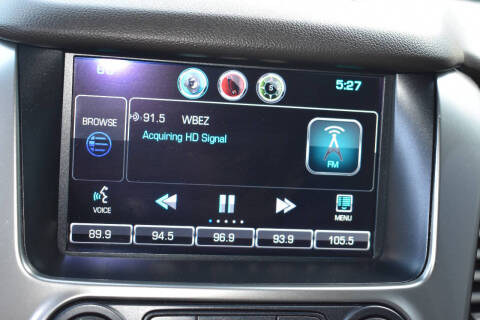 5:27
BROWSE
91.5 WBEZ
Acquiring HD Signal
FM
VOICE
MENU
89.9 94.5 96.9 93.9 105.5